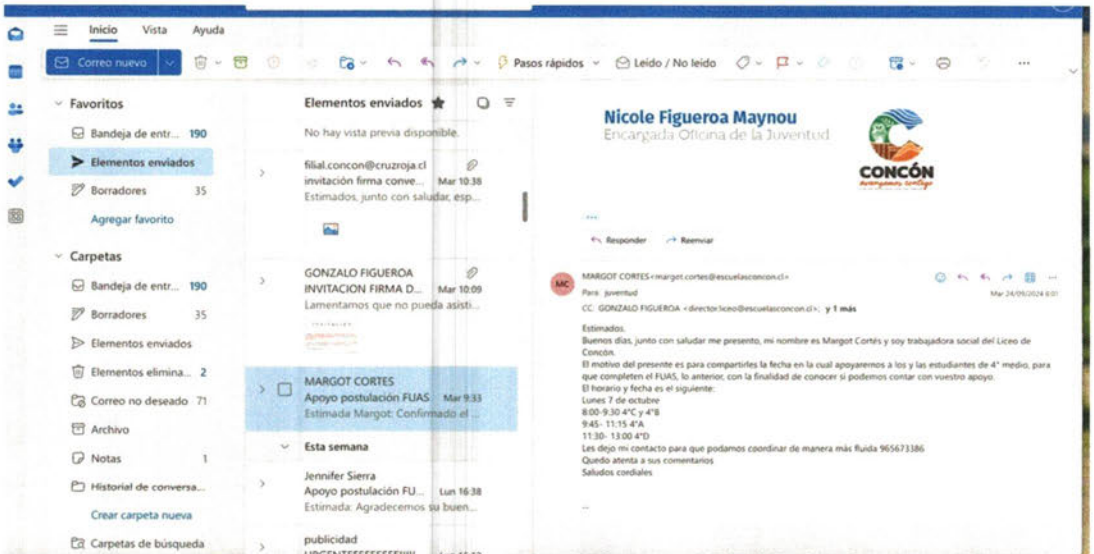 Inicio Vista Ayuda
Correo nuevo
Pasos rápidos
Leído / No leído
Favoritos
Bandeja de entr... 190
Elementos enviados
Borradores 35
Agregar favorito
Carpetas
Bandeja de entr... 190
Borradores 35
Elementos enviados
Elementos elimina... 2
Correo no deseado 71
Archivo
Notas 1
Historial de conversa...
Crear carpeta nueva
Carpetas de búsqueda
Elementos enviados
No hay vista previa disponible.
filial.concon@cruzroja.cl
invitación firma conve... Mar 10:38
Estimados, junto con saludar, esp...
GONZALO FIGUEROA
INVITACION FIRMA D... Mar 10:09
Lamentamos que no pueda asisti...
MARGOT CORTES
Apoyo postulación FUAS Mar 9:33
Estimada Margot: Confirmado el ...
Esta semana
Jennifer Sierra
Apoyo postulación FU... Lun 16:38
Estimada: Agradecemos su buen...
publicidad
Nicole Figueroa Maynou
Encargada Oficina de la Juventud
CONCÓN
avanzamos contigo
Responder Reenviar
MC
MARGOT CORTES<margot.cortes@escuelasconcon.cl>
Para: juventud
Mar 24/09/2024 8:01
CC: GONZALO FIGUEROA <director.liceo@escuelasconcon.cl>; y 1 más
Estimados.
Buenos días, junto con saludar me presento, mi nombre es Margot Cortés y soy trabajadora social del Liceo de
Concón.
El motivo del presente es para compartirles la fecha en la cual apoyaremos a los y las estudiantes de 4° medio, para
que completen el FUAS, lo anterior, con la finalidad de conocer si podemos contar con vuestro apoyo.
El horario y fecha es el siguiente:
Lunes 7 de octubre
8:00-9:30 4°C y 4°B
9:45- 11:15 4°A
11:30- 13:00 4°D
Les dejo mi contacto para que podamos coordinar de manera más fluida 965673386
Quedo atenta a sus comentarios
Saludos cordiales